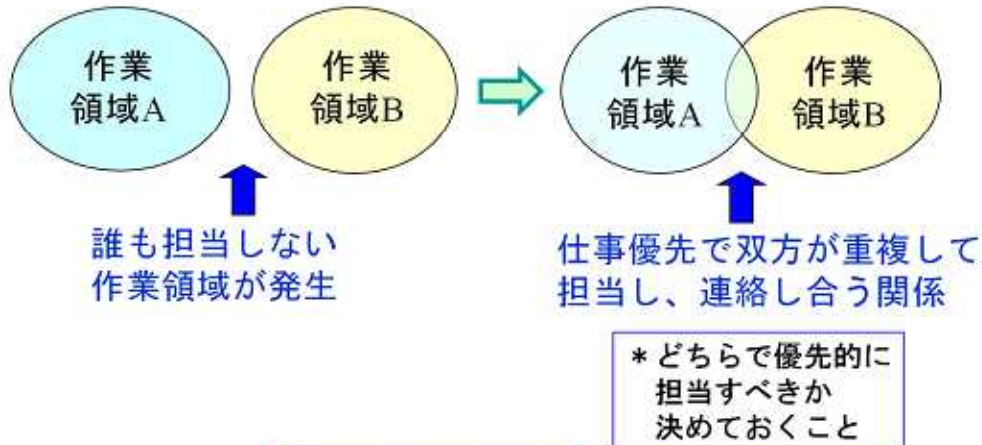 作業
領域A
作業
領域B
作業
領域A
作業
領域B
誰も担当しない
作業領域が発生
仕事優先で双方が重複して
担当し、連絡し合う関係
*どちらで優先的に
担当すべきか
決めておくこと